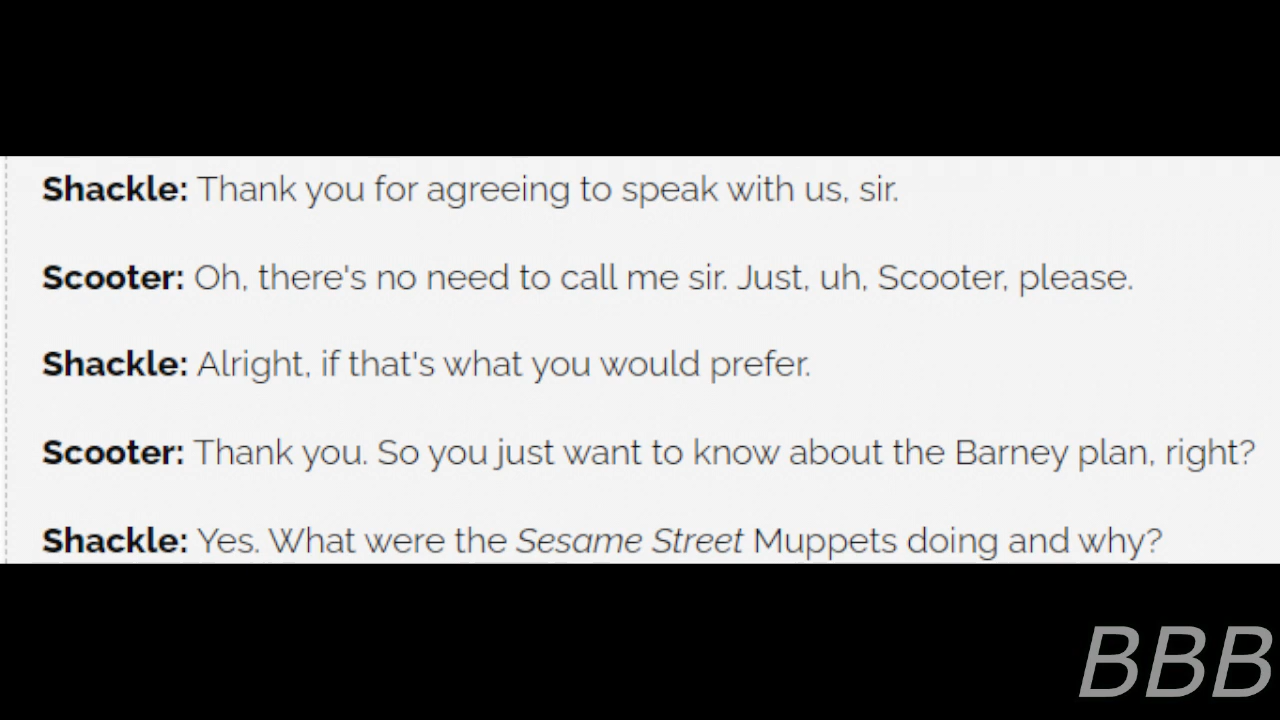 Shackle: Thank you for agreeing to speak with us, sir.
Scooter: Oh, there's no need to call me sir. Just, uh, Scooter, please.
Shackle: Alright, if that's what you would prefer.
Scooter: Thank you. So you just want to know about the Barney plan, right?
Shackle: Yes. What were the Sesame Street Muppets doing and why?
BBB